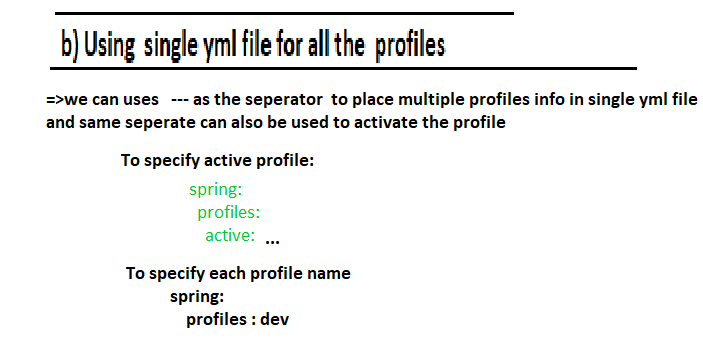 b) Using single yml file for all the profiles
=>we can uses --- as the seperator to place multiple profiles info in single yml file
and same seperate can also be used to activate the profile
To specify active profile:
spring:
profiles:
active: ...
To specify each profile name
spring:
profiles : dev